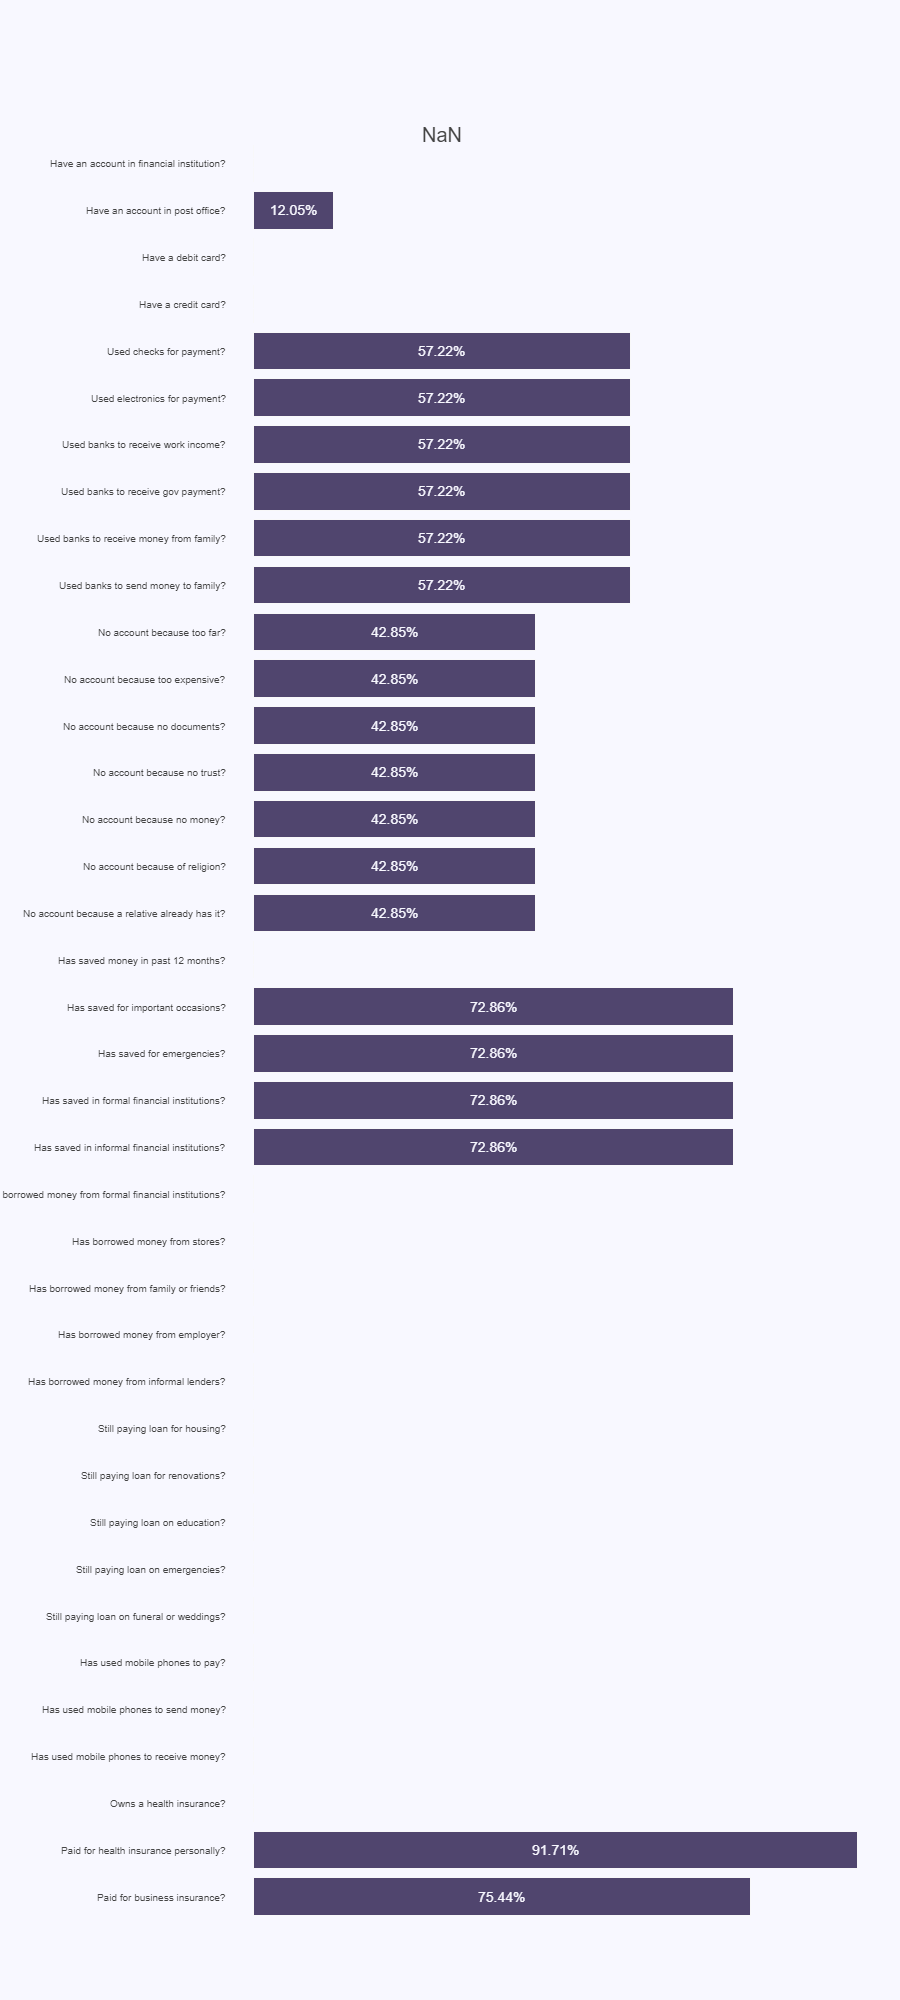 NaN
Have an account in financial institution?
Have an account in post office? 12.05%
Have a debit card?
Have a credit card?
Used checks for payment? 57.22%
Used electronics for payment? 57.22%
Used banks to receive work income? 57.22%
Used banks to receive gov payment? 57.22%
Used banks to receive money from family? 57.22%
Used banks to send money to family? 57.22%
No account because too far? 42.85%
No account because too expensive? 42.85%
No account because no documents? 42.85%
No account because no trust? 42.85%
No account because no money? 42.85%
No account because of religion? 42.85%
No account because a relative already has it? 42.85%
Has saved money in past 12 months?
Has saved for important occasions? 72.86%
Has saved for emergencies? 72.86%
Has saved in formal financial institutions? 72.86%
Has saved in informal financial institutions? 72.86%
borrowed money from formal financial institutions?
Has borrowed money from stores?
Has borrowed money from family or friends?
Has borrowed money from employer?
Has borrowed money from informal lenders?
Still paying loan for housing?
Still paying loan for renovations?
Still paying loan on education?
Still paying loan on emergencies?
Still paying loan on funeral or weddings?
Has used mobile phones to pay?
Has used mobile phones to send money?
Has used mobile phones to receive money?
Owns a health insurance?
Paid for health insurance personally? 91.71%
Paid for business insurance? 75.44%